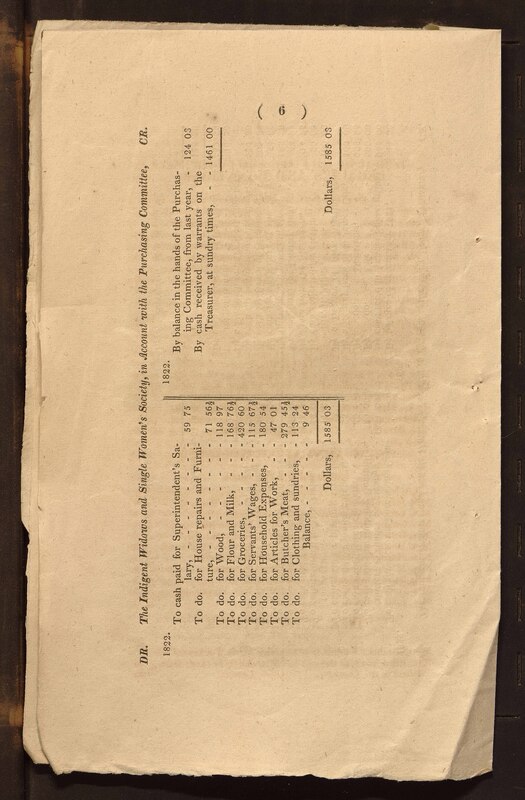 ( 6 )
DR. The Indigent Widows and Single Women's Society, in Account with the Purchasing Committee, CR.
1822.
To cash paid for Superintendent's Sa-
lary, - - - - - - - - 59 75
To do. for House repairs and Furni-
ture, - - - - - - - 71 56½
To do. for Wood, - - - - - 118 97
To do. for Flour and Milk, - - - 168 76½
To do. for Groceries, - - - - 420 60
To do. for Servants' Wages, - - - 115 67½
To do. for Household Expenses, - 180 54
To do. for Articles for Work, - - 47 01
To do. for Butcher's Meat, - - - 279 45½
To do. for Clothing and sundries, - 113 24
Balance, - - - - 9 46
Dollars, 1585 03
1822.
By balance in the hands of the Purchas-
ing Committee, from last year, - 124 03
By cash received by warrants on the
Treasurer, at sundry times, - - 1461 00
Dollars, 1585 03